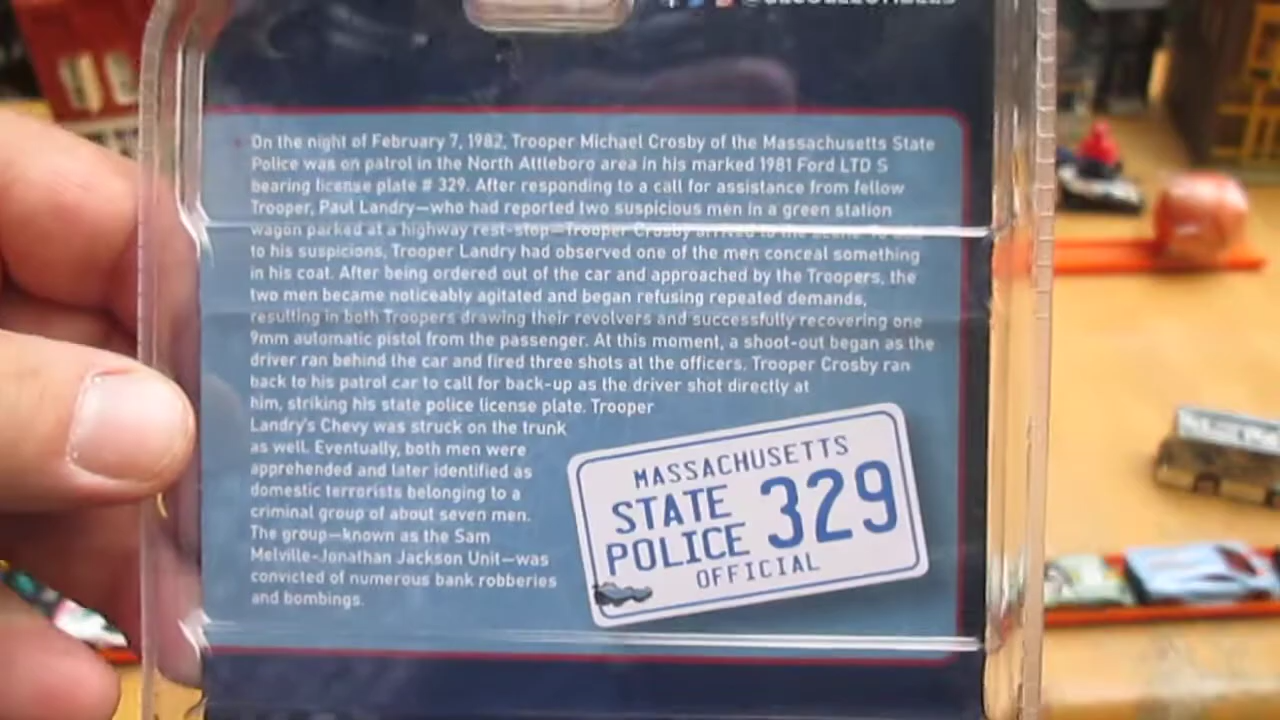 On the night of February 7, 1982, Trooper Michael Crosby of the Massachusetts State
Police was on patrol in the North Attleboro area in his marked 1981 Ford LTD S
bearing license plate # 329. After responding to a call for assistance from fellow
Trooper, Paul Landry—who had reported two suspicious men in a green station
wagon parked at a highway rest-stop—Trooper Crosby arrived to the scene. To add
to his suspicions, Trooper Landry had observed one of the men conceal something
in his coat. After being ordered out of the car and approached by the Troopers, the
two men became noticeably agitated and began refusing repeated demands,
resulting in both Troopers drawing their revolvers and successfully recovering one
9mm automatic pistol from the passenger. At this moment, a shoot-out began as the
driver ran behind the car and fired three shots at the officers. Trooper Crosby ran
back to his patrol car to call for back-up as the driver shot directly at
him, striking his state police license plate. Trooper
Landry's Chevy was struck on the trunk
as well. Eventually, both men were
apprehended and later identified as
domestic terrorists belonging to a
criminal group of about seven men.
The group—known as the Sam
Melville-Jonathan Jackson Unit—was
convicted of numerous bank robberies
and bombings.
MASSACHUSETTS
STATE
POLICE
329
OFFICIAL